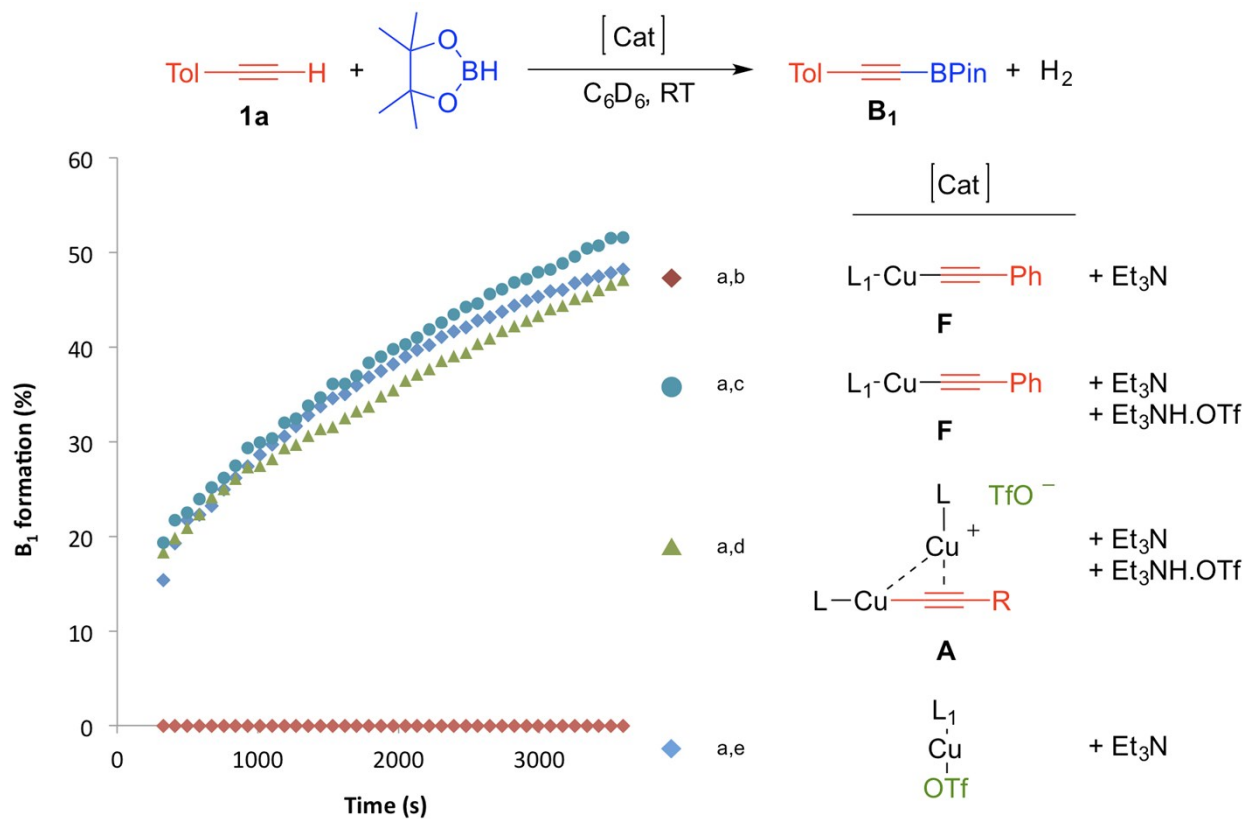 [Cat]
Tol
H
+
O
BH
O
C₆D₆, RT
Tol
BPin
+ H₂
1a
B₁
60
50
40
30
20
10
0
B₁ formation (%)
0
1000
2000
3000
Time (s)
[Cat]
a,b
L₁-Cu
Ph
+ Et₃N
F
a,c
L₁-Cu
Ph
+ Et₃N
+ Et₃NH.OTf
F
a,d
L
TfO⁻
Cu
+
L
Cu
R
+ Et₃N
+ Et₃NH.OTf
A
a,e
L₁
Cu
OTf
+ Et₃N